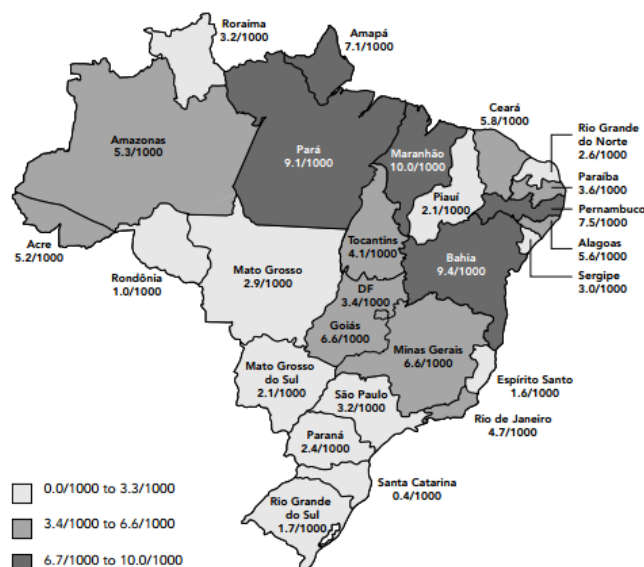 Roraíma
3.2/1000
Amapá
7.1/1000
Ceará
5.8/1000
Rio Grande
do Norte
2.6/1000
Amazonas
5.3/1000
Pará
9.1/1000
Maranhão
10.0/1000
Paraíba
3.6/1000
Piauí
2.1/1000
Pernambuco
7.5/1000
Acre
5.2/1000
Tocantins
4.1/1000
Alagoas
5.6/1000
Rondônia
1.0/1000
Mato Grosso
2.9/1000
Bahia
9.4/1000
Sergipe
3.0/1000
DF
3.4/1000
Goiás
6.6/1000
Minas Gerais
6.6/1000
Mato Grosso
do Sul
2.1/1000
São Paulo
3.2/1000
Espírito Santo
1.6/1000
Rio de Janeiro
4.7/1000
Paraná
2.4/1000
Santa Catarina
0.4/1000
Rio Grande
do Sul
1.7/1000
0.0/1000 to 3.3/1000
3.4/1000 to 6.6/1000
6.7/1000 to 10.0/1000